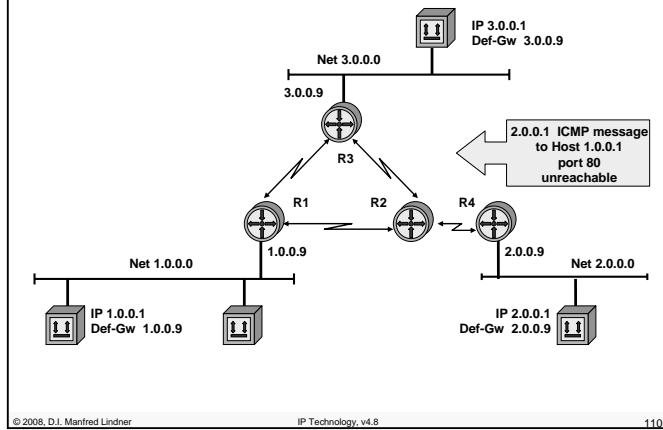 IP 3.0.0.1
Def-Gw 3.0.0.9
Net 3.0.0.0
3.0.0.9
2.0.0.1 ICMP message
to Host 1.0.0.1
port 80
unreachable
R3
R1
R2
R4
1.0.0.9
2.0.0.9
Net 1.0.0.0
Net 2.0.0.0
IP 1.0.0.1
Def-Gw 1.0.0.9
IP 2.0.0.1
Def-Gw 2.0.0.9
© 2008, D.I. Manfred Lindner
IP Technology, v4.8
110